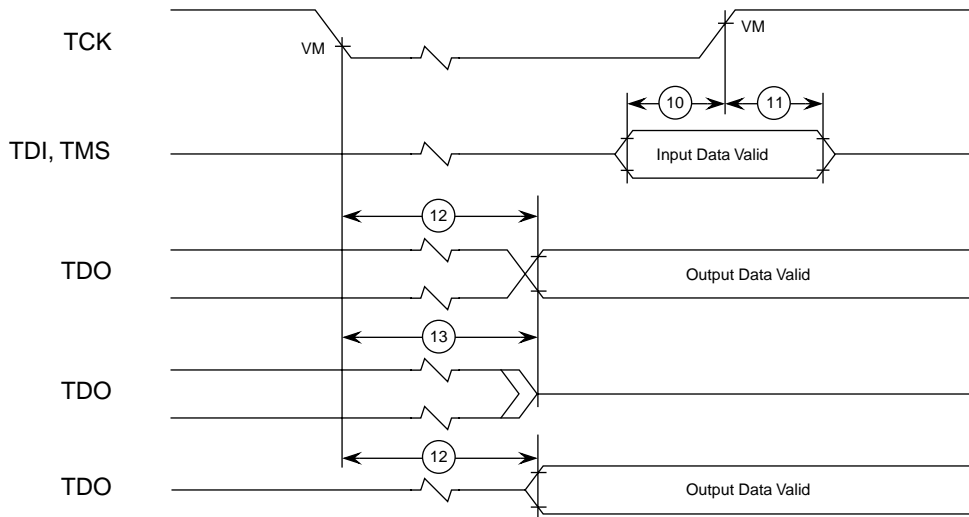 TCK
VM
VM
10
11
TDI, TMS
Input Data Valid
12
TDO
Output Data Valid
13
TDO
12
TDO
Output Data Valid